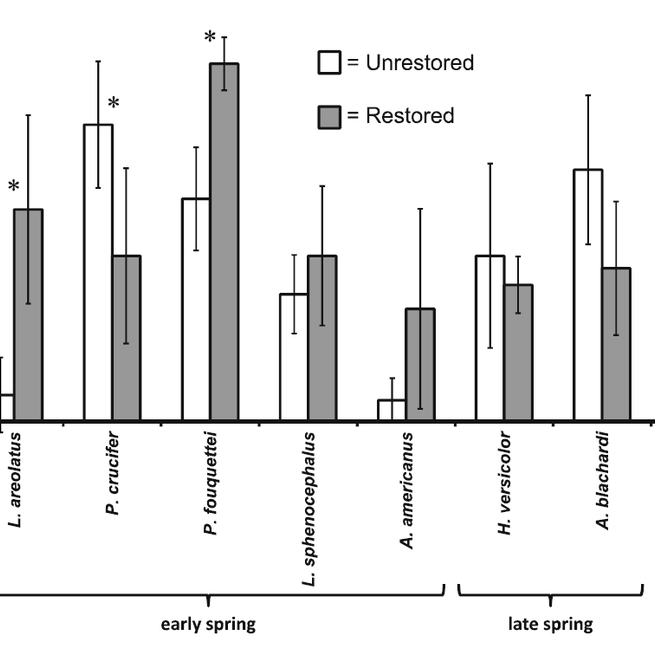 *
*
*
= Unrestored
= Restored
L. areolatus
P. crucifer
P. fouquettei
L. sphenocephalus
A. americanus
H. versicolor
A. blachardi
early spring
late spring